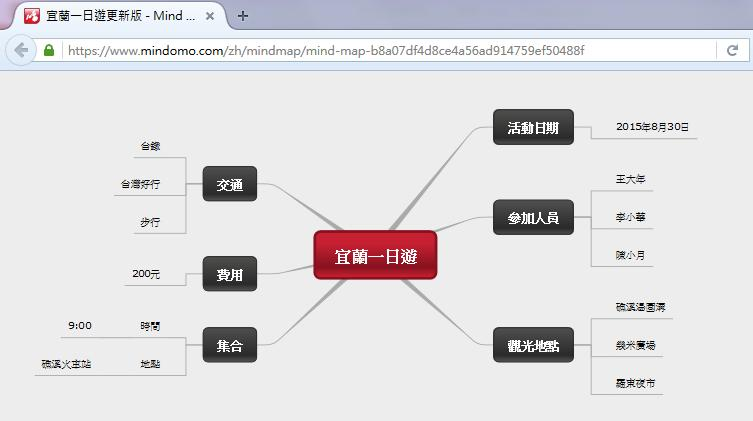 宜蘭一日遊更新版 - Mind ...
https://www.mindomo.com/zh/mindmap/mind-map-b8a07df4d8ce4a56ad914759ef50488f
宜蘭一日遊
活動日期
2015年8月30日
參加人員
王大年
李小華
陳小月
觀光地點
礁溪湯圍溝
幾米廣場
羅東夜市
交通
台鐵
台灣好行
步行
費用
200元
集合
時間
9:00
地點
礁溪火車站